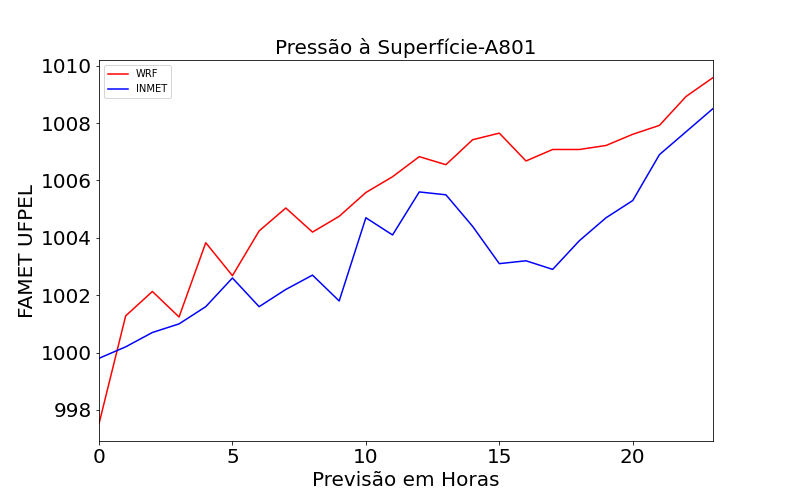 Pressão à Superfície-A801
WRF
INMET
1010
1008
1006
1004
1002
1000
998
FAMET UFPEL
0 5 10 15 20
Previsão em Horas